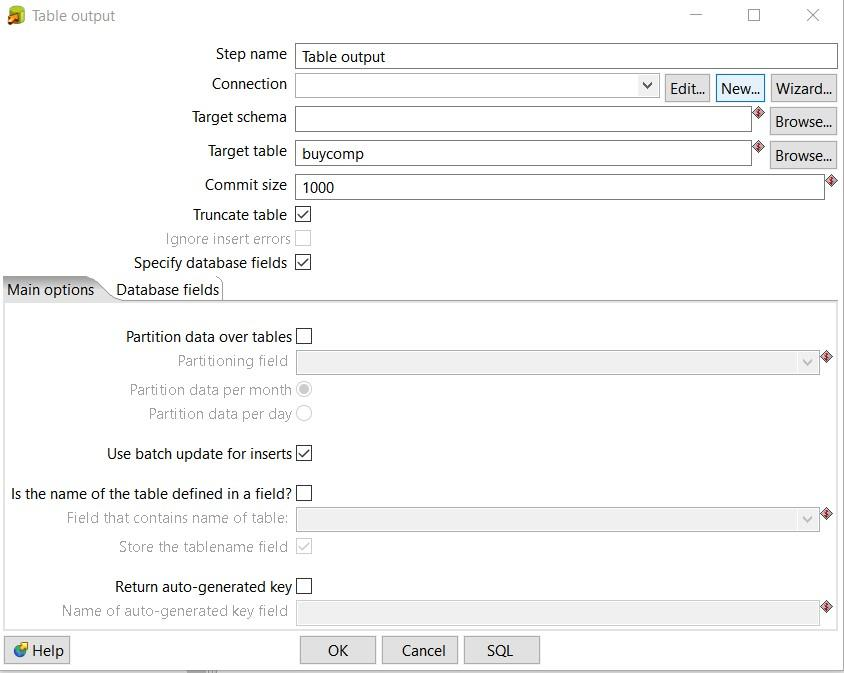 Table output
Step name Table output
Connection Edit... New... Wizard...
Target schema Browse...
Target table buycomp Browse...
Commit size 1000
Truncate table
Ignore insert errors
Specify database fields
Main options Database fields
Partition data over tables
Partitioning field
Partition data per month
Partition data per day
Use batch update for inserts
Is the name of the table defined in a field?
Field that contains name of table:
Store the tablename field
Return auto-generated key
Name of auto-generated key field
Help OK Cancel SQL